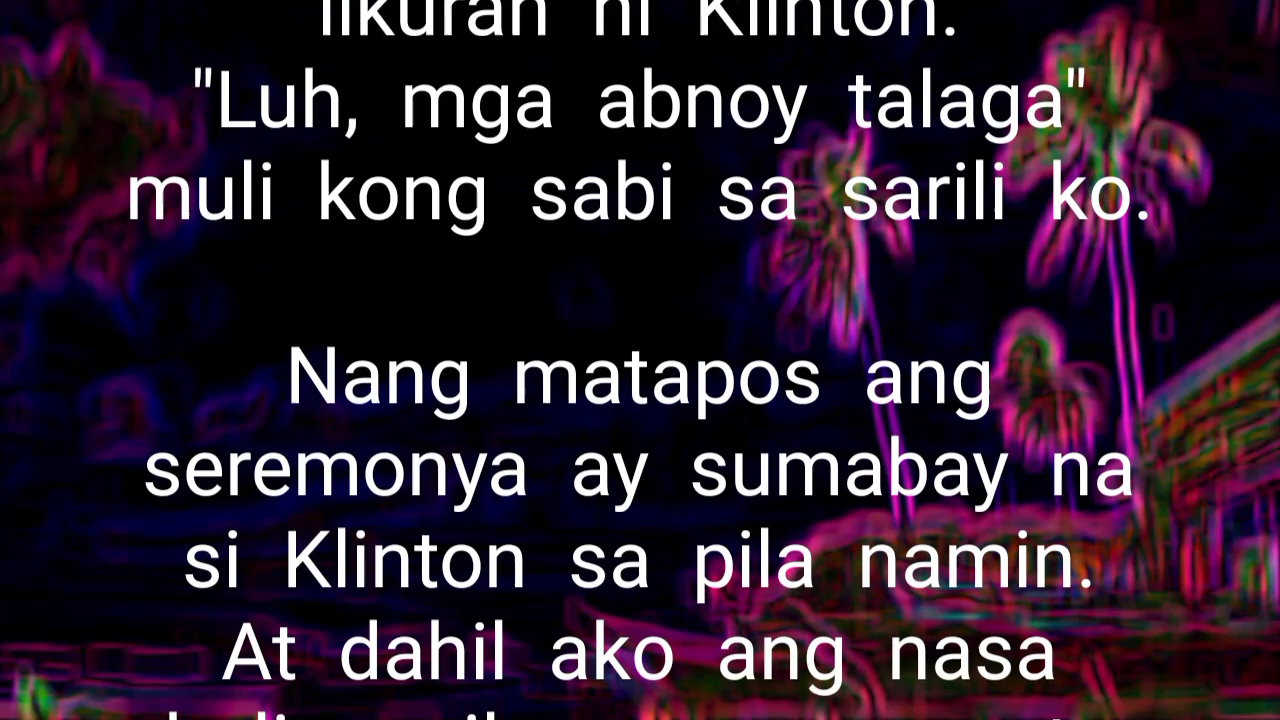 likuran ni Klinton.
"Luh, mga abnoy talaga"
muli kong sabi sa sarili ko.
Nang matapos ang
seremonya ay sumabay na
si Klinton sa pila namin.
At dahil ako ang nasa